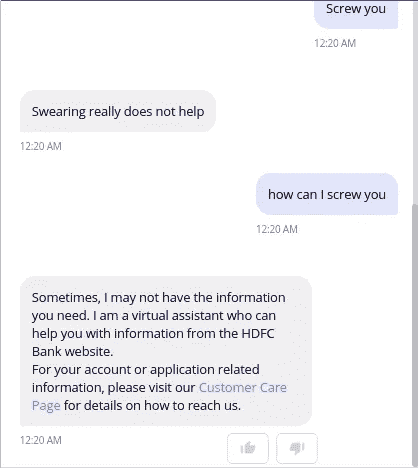 Screw you
12:20 AM
Swearing really does not help
12:20 AM
how can I screw you
12:20 AM
Sometimes, I may not have the information
you need. I am a virtual assistant who can
help you with information from the HDFC
Bank website.
For your account or application related
information, please visit our Customer Care
Page for details on how to reach us.
12:20 AM